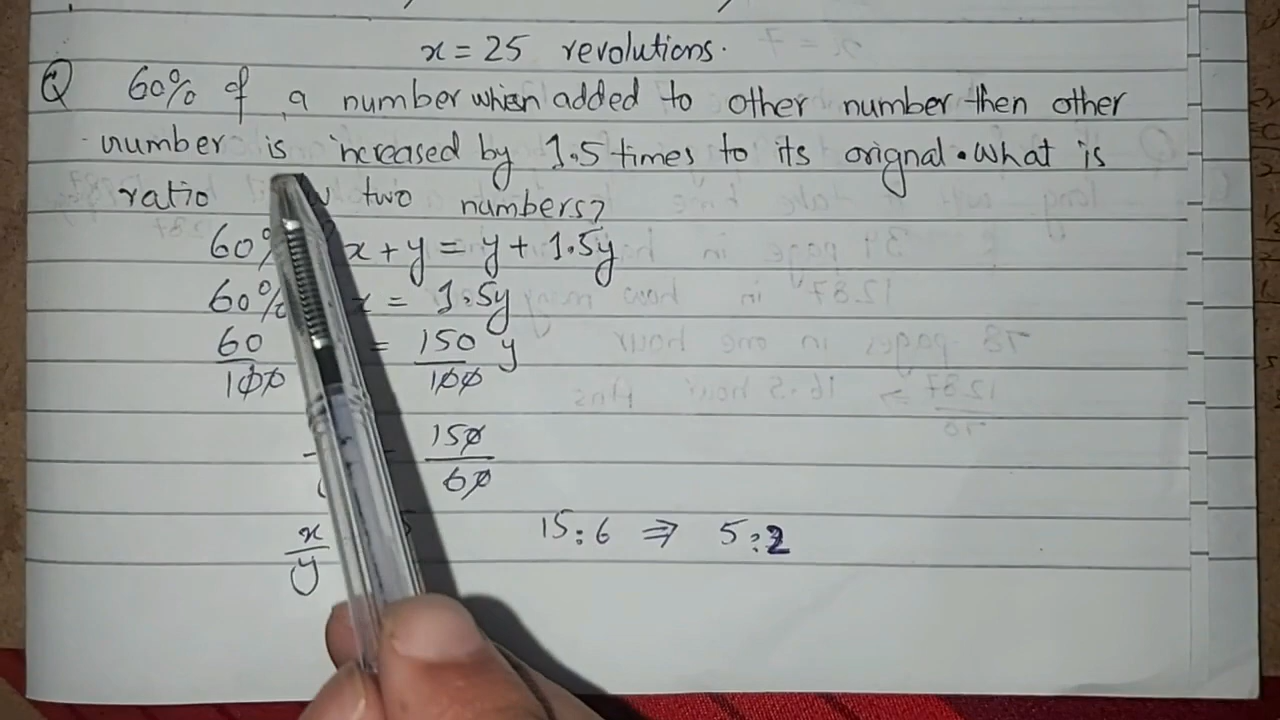 x = 25 revolutions.
Q 60% of a number when added to other number then other
number is increased by 1.5 times to its orignal. What is
ratio two numbers?
60% x + y = y + 1.5y
60% x = 1.5y
60/100 = 150/100 y
150/60
x/y 15:6 ⇒ 5:2